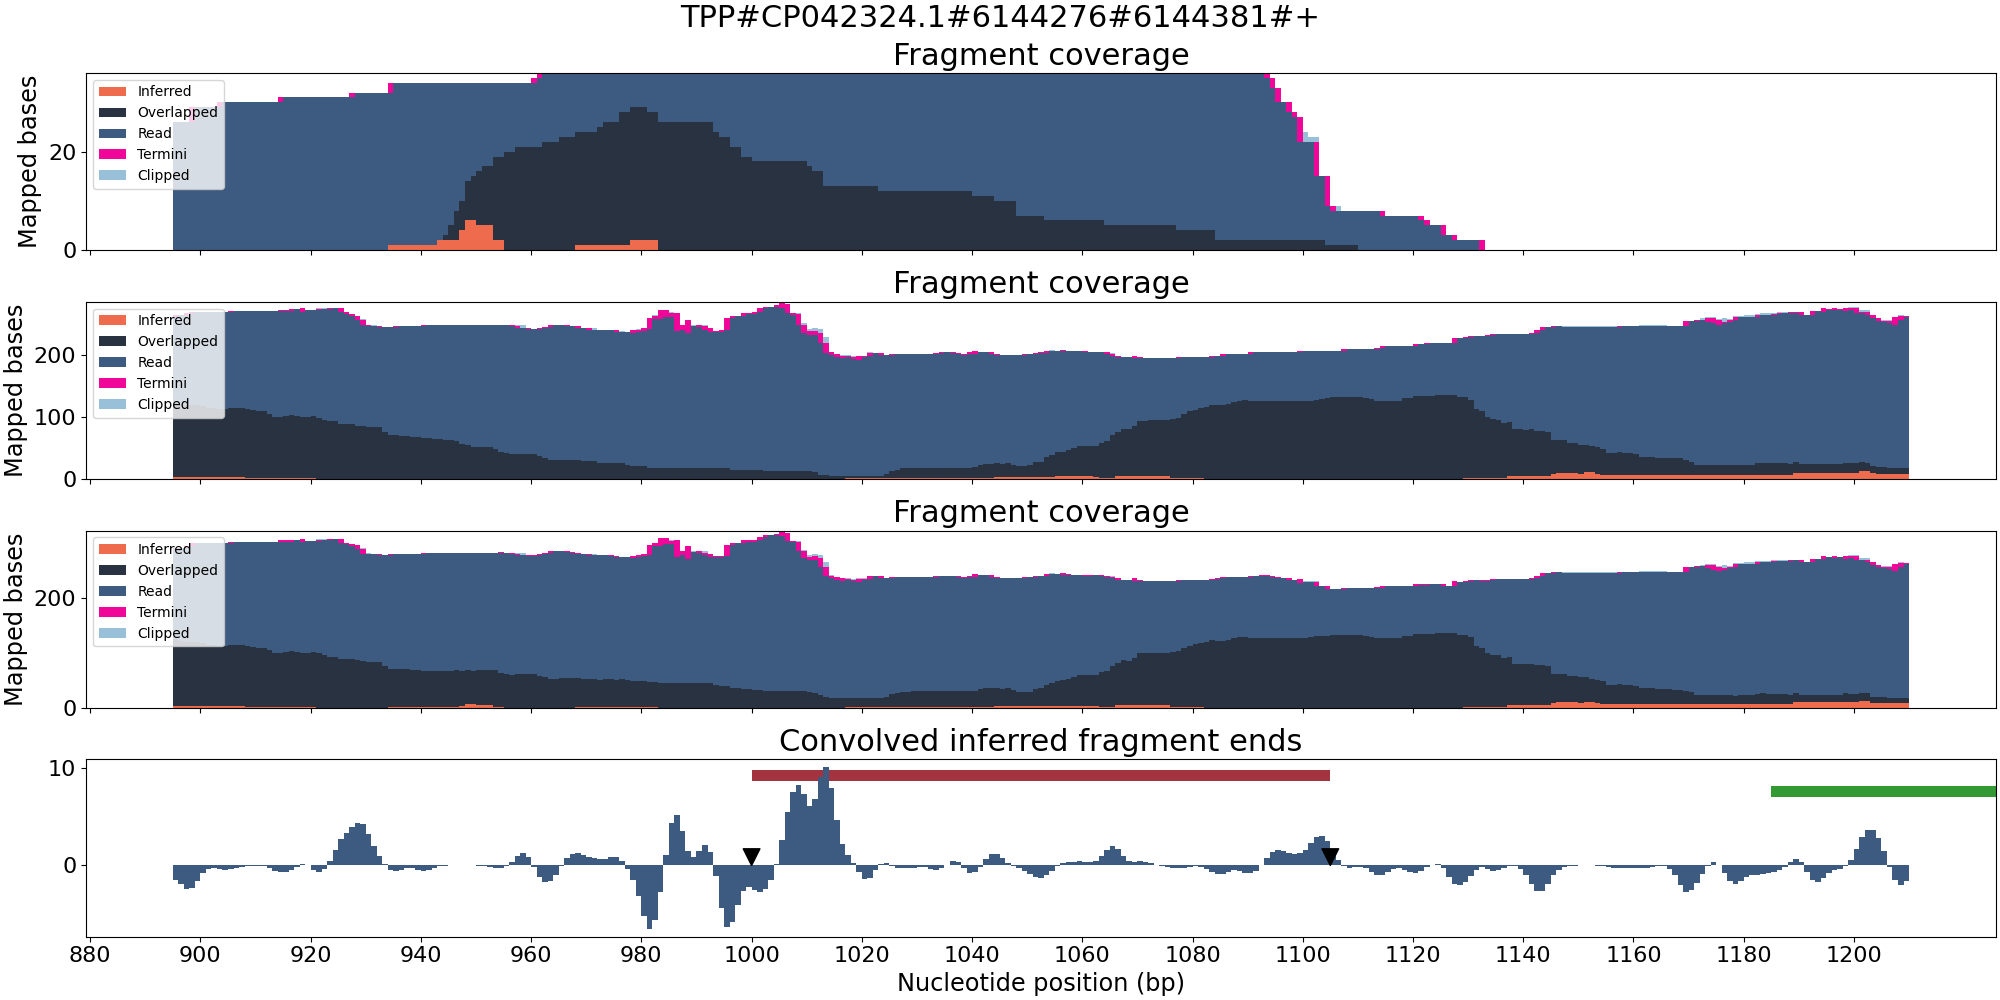 TPP#CP042324.1#6144276#6144381#+
Fragment coverage
Mapped bases
20
0
Inferred
Overlapped
Read
Termini
Clipped
Fragment coverage
Mapped bases
200
100
0
Inferred
Overlapped
Read
Termini
Clipped
Fragment coverage
Mapped bases
200
0
Inferred
Overlapped
Read
Termini
Clipped
Convolved inferred fragment ends
10
0
880 900 920 940 960 980 1000 1020 1040 1060 1080 1100 1120 1140 1160 1180 1200
Nucleotide position (bp)